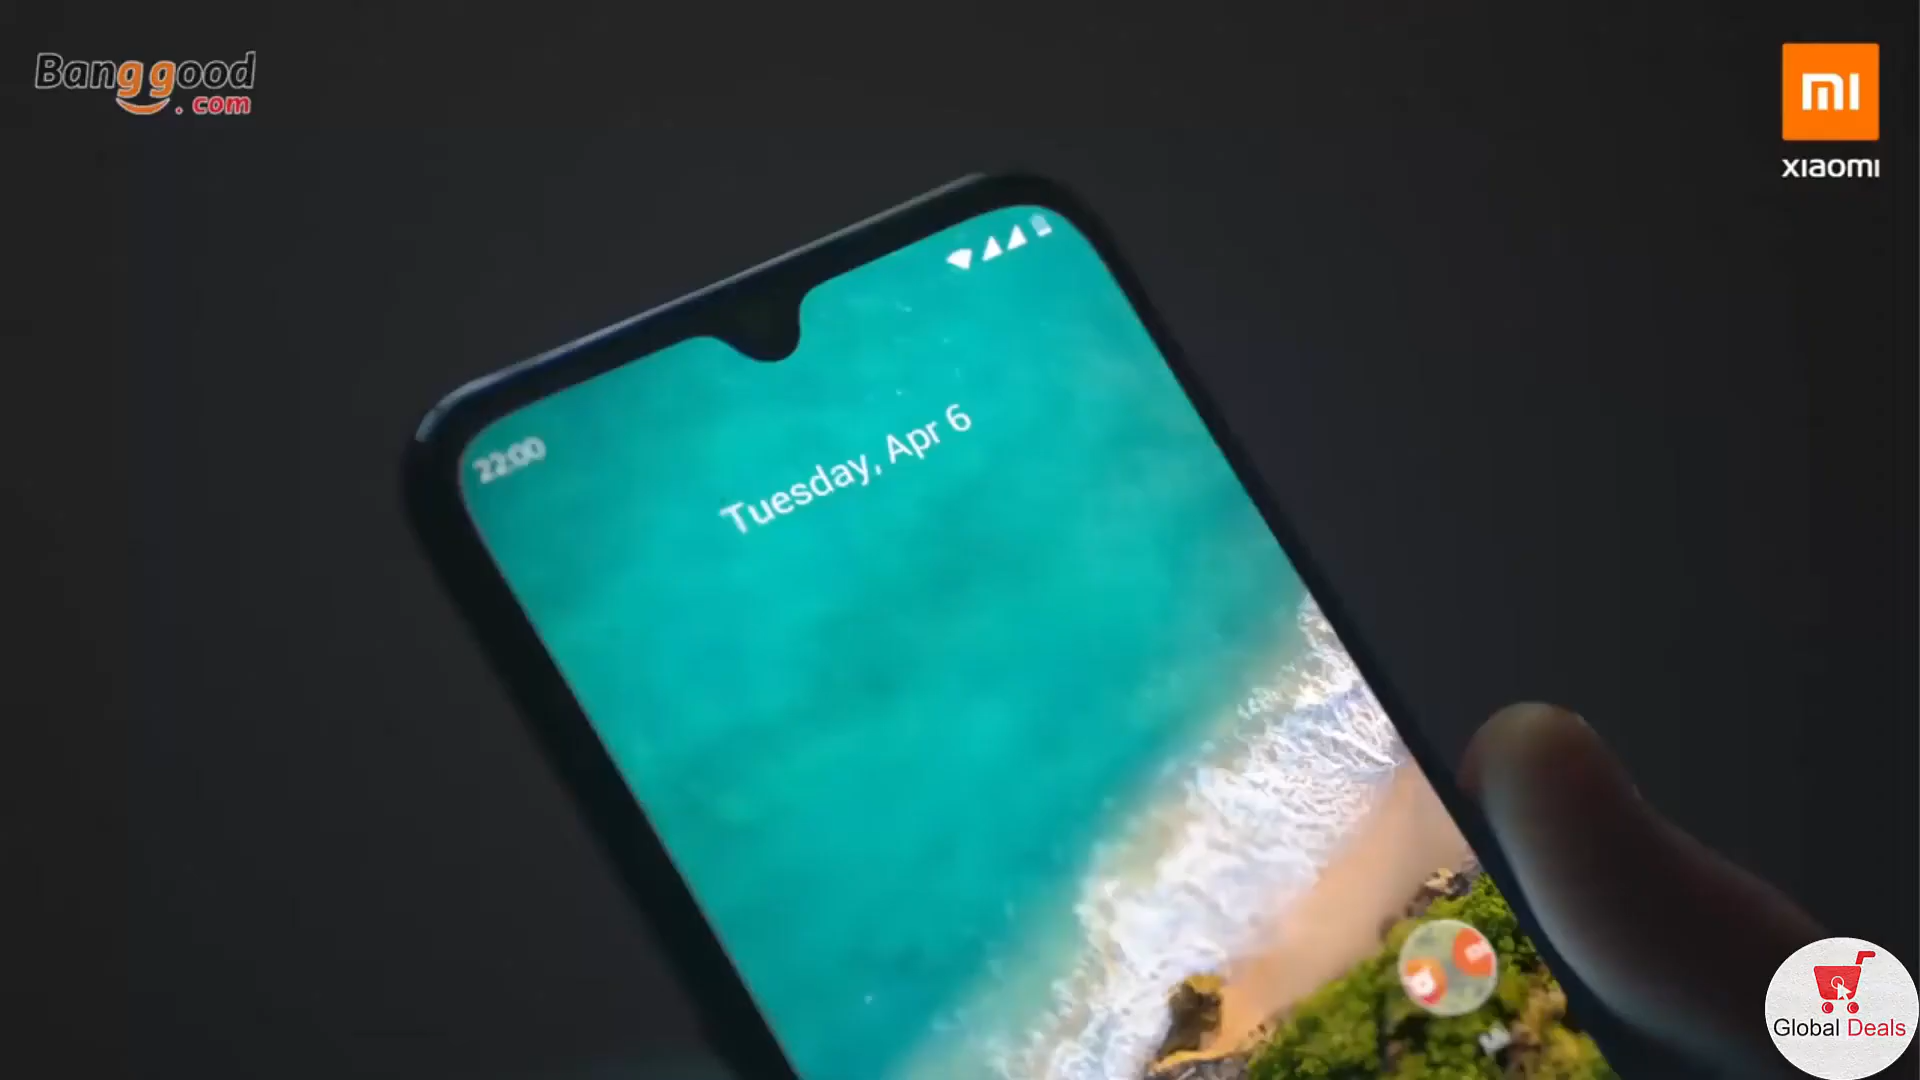 Banggood
.com
mi
xiaomi
22:00
Tuesday, Apr 6
Global Deals